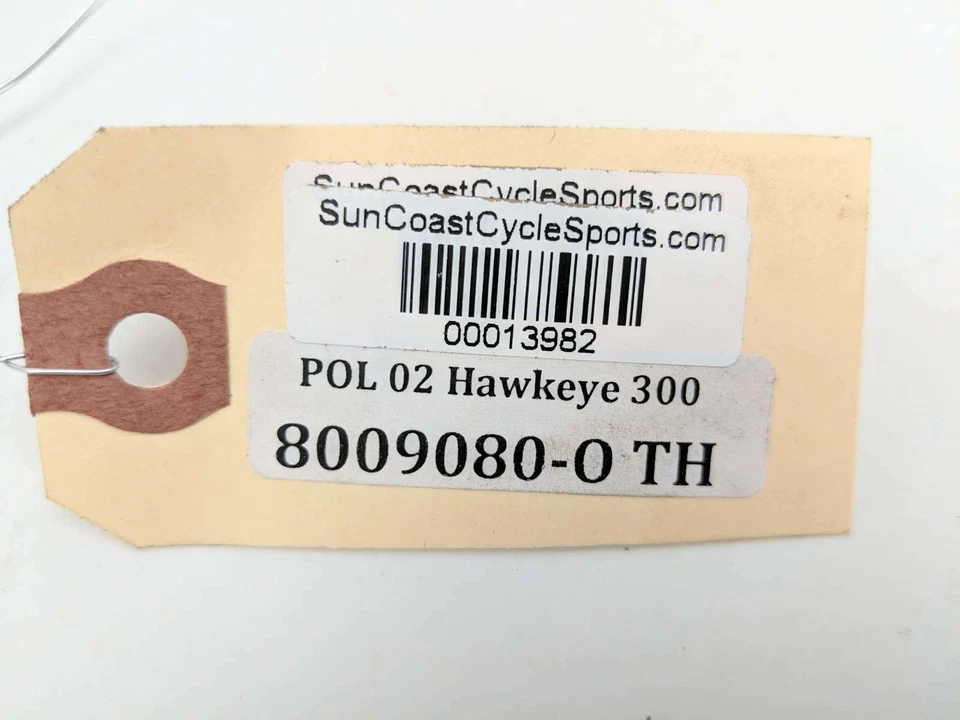 SunCoastCycleSports.com
SunCoastCycleSports.com
00013982
POL 02 Hawkeye 300
8009080-O TH